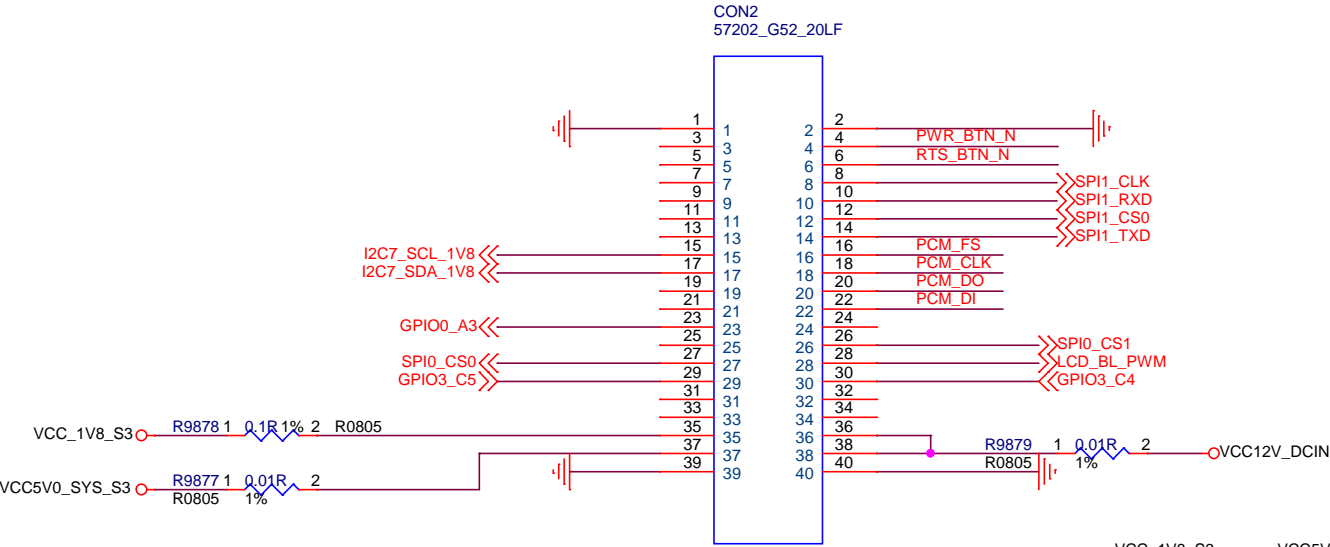 CON2
57202_G52_20LF
1 1 2 2
3 3 4 4 PWR_BTN_N
5 5 6 6 RTS_BTN_N
7 7 8 8 SPI1_CLK
9 9 10 10 SPI1_RXD
11 11 12 12 SPI1_CS0
13 13 14 14 SPI1_TXD
I2C7_SCL_1V8 15 15 16 16 PCM_FS
I2C7_SDA_1V8 17 17 18 18 PCM_CLK
19 19 20 20 PCM_DO
21 21 22 22 PCM_DI
GPIO0_A3 23 23 24 24
25 25 26 26 SPI0_CS1
SPI0_CS0 27 27 28 28 LCD_BL_PWM
GPIO3_C5 29 29 30 30 GPIO3_C4
31 31 32 32
33 33 34 34
VCC_1V8_S3 R9878 1 0.1R 1% 2 R0805 35 35 36 36
37 37 38 38 R9879 1 0.01R 2 VCC12V_DCIN
39 39 40 40 R0805 1%
VCC5V0_SYS_S3 R9877 1 0.01R 2
R0805 1%